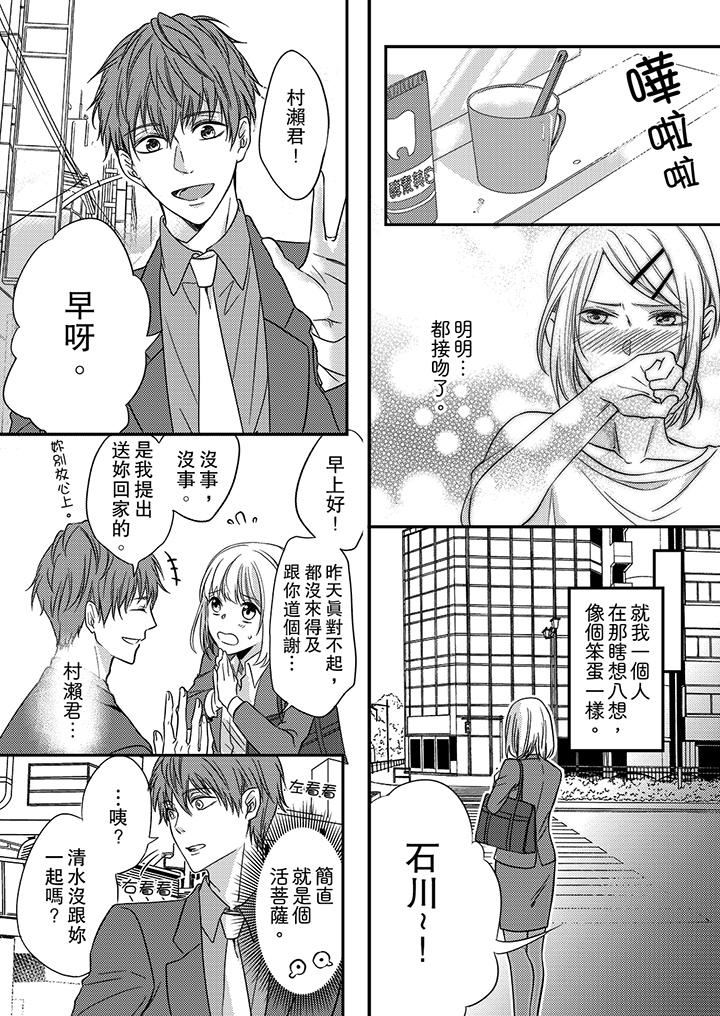 嘩啦啦
酵素美C
明明…
都接吻了。
就我一個人
在那瞎想八想，
像個笨蛋一樣。
石川~！
村瀨君！
早呀。
早上好！
昨天真對不起，
都沒來得及
跟你道個謝…
沒事，
沒事。
是我提出
送妳回家的。
妳別放心上。
村瀨君…
簡直
就是個
活菩薩。
左看看
右看看
…咦？
清水沒跟妳
一起嗎？